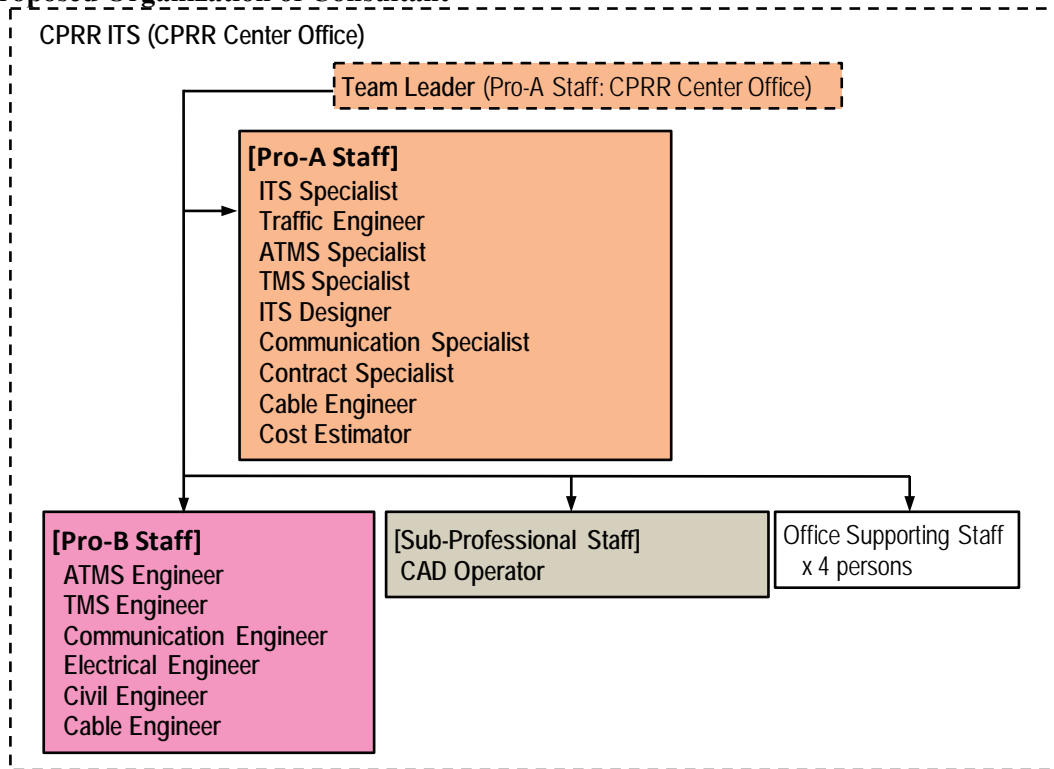 CPRR ITS (CPRR Center Office)
Team Leader (Pro-A Staff: CPRR Center Office)
[Pro-A Staff]
ITS Specialist
Traffic Engineer
ATMS Specialist
TMS Specialist
ITS Designer
Communication Specialist
Contract Specialist
Cable Engineer
Cost Estimator
[Pro-B Staff]
ATMS Engineer
TMS Engineer
Communication Engineer
Electrical Engineer
Civil Engineer
Cable Engineer
[Sub-Professional Staff]
CAD Operator
Office Supporting Staff
x 4 persons